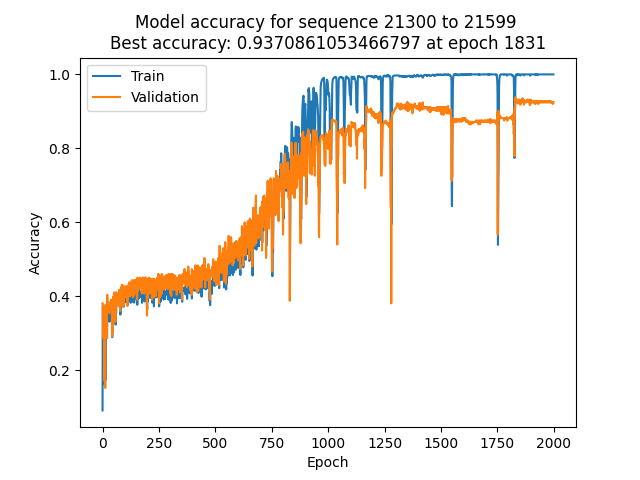 Model accuracy for sequence 21300 to 21599
Best accuracy: 0.9370861053466797 at epoch 1831
Train
Validation
1.0
0.8
0.6
0.4
0.2
Accuracy
0 250 500 750 1000 1250 1500 1750 2000
Epoch